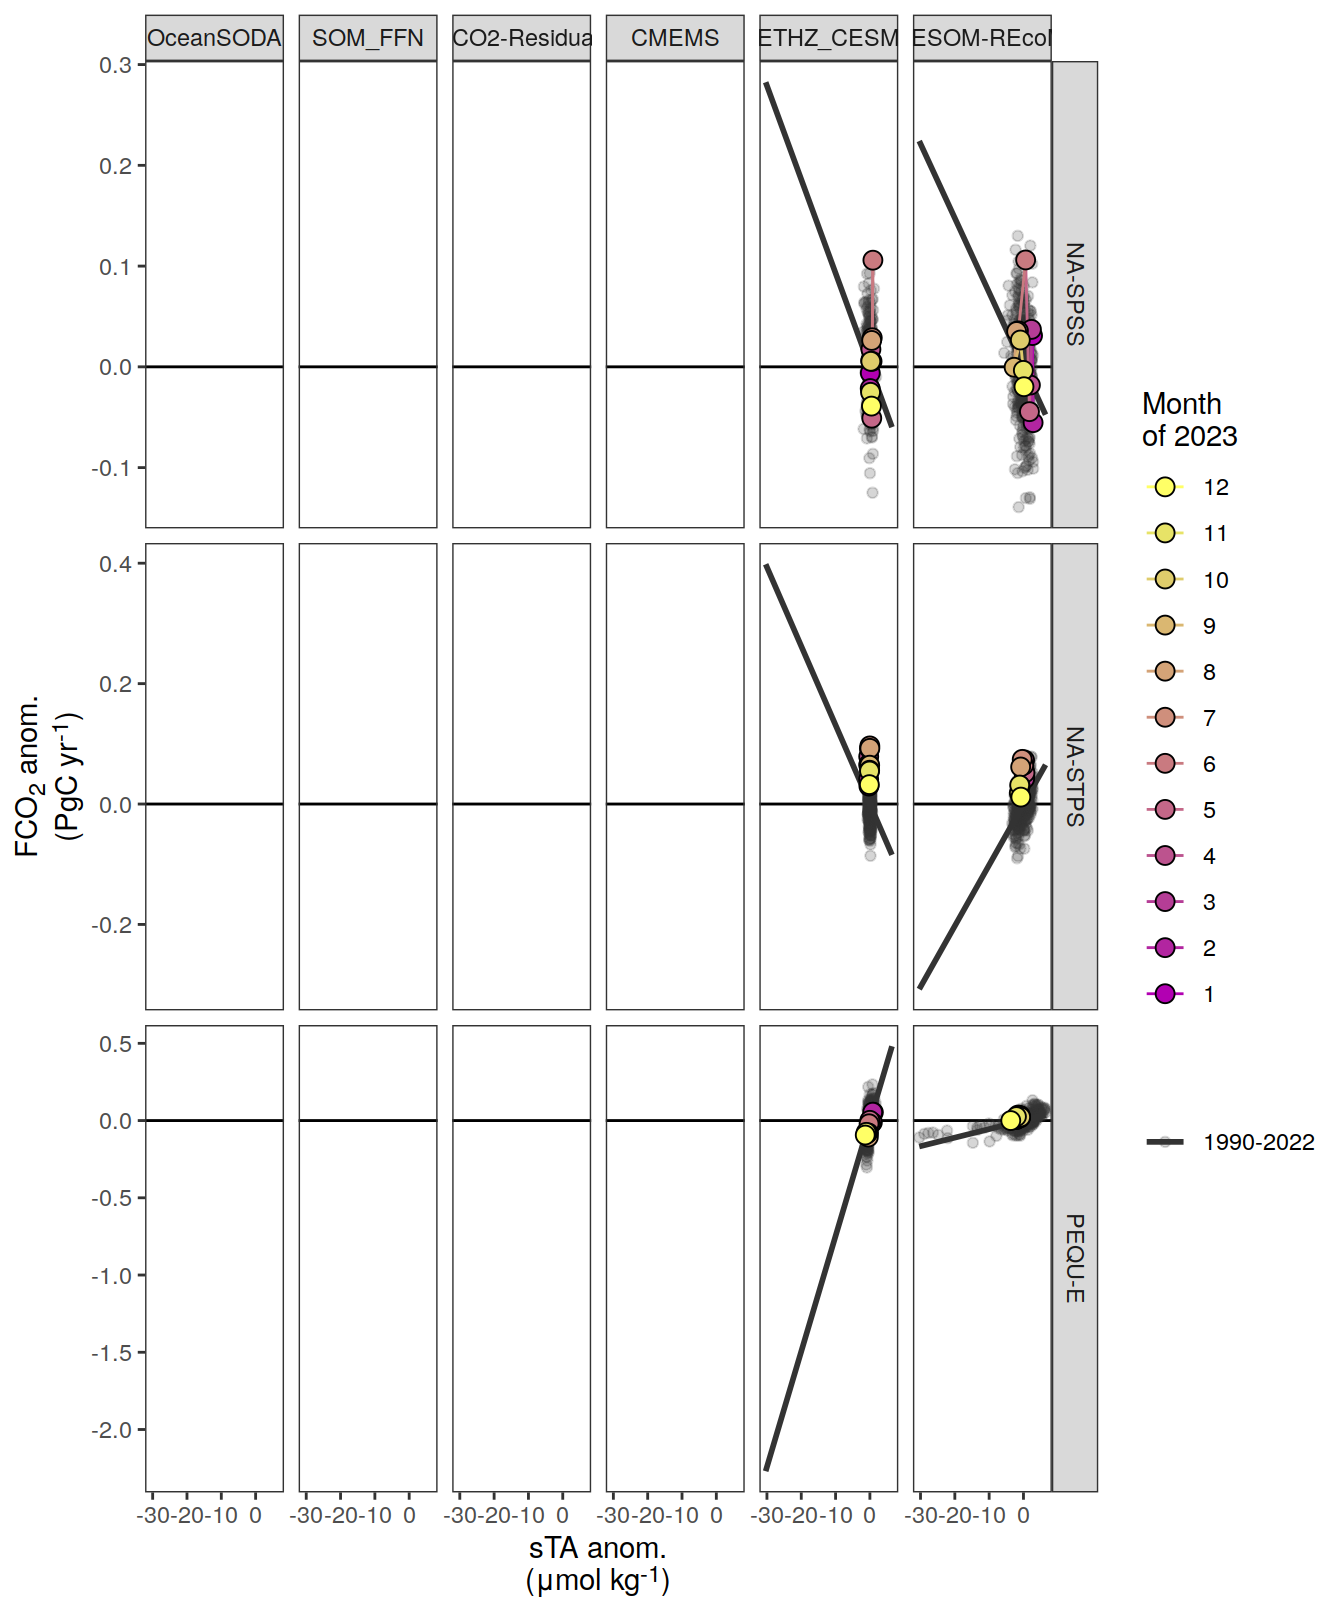 OceanSODA SOM_FFN CO2-Residua CMEMS ETHZ_CESM ESOM-REcoM
0.3
0.2
0.1
0.0
-0.1
NA-SPSS
0.4
0.2
0.0
-0.2
NA-STPS
0.5
0.0
-0.5
-1.0
-1.5
-2.0
PEQU-E
-30 -20 -10 0 -30 -20 -10 0 -30 -20 -10 0 -30 -20 -10 0 -30 -20 -10 0 -30 -20 -10 0
sTA anom.
(μmol kg⁻¹)
FCO₂ anom.
(PgC yr⁻¹)
Month
of 2023
12
11
10
9
8
7
6
5
4
3
2
1
1990-2022